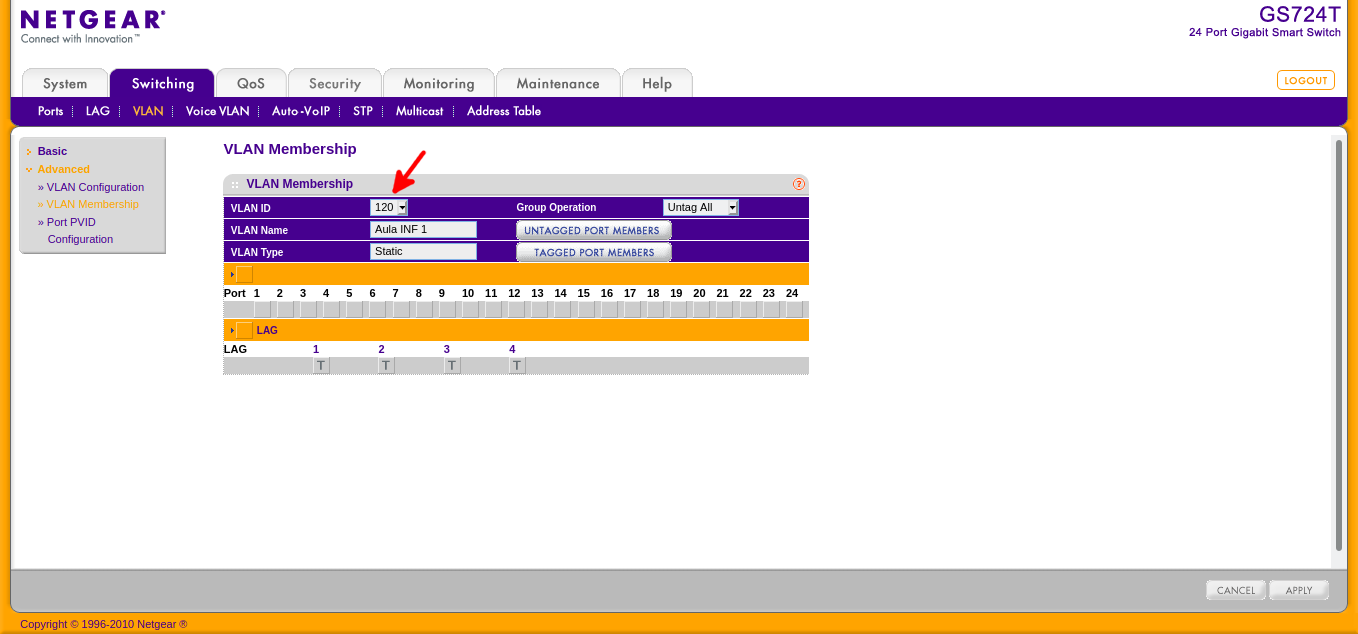 NETGEAR®
Connect with Innovation™
GS724T
24 Port Gigabit Smart Switch
System Switching QoS Security Monitoring Maintenance Help
LOGOUT
Ports LAG VLAN Voice VLAN Auto-VoIP STP Multicast Address Table
Basic
Advanced
» VLAN Configuration
» VLAN Membership
» Port PVID
Configuration
VLAN Membership
VLAN Membership ?
VLAN ID 120 Group Operation Untag All
VLAN Name Aula INF 1 UNTAGGED PORT MEMBERS
VLAN Type Static TAGGED PORT MEMBERS
Port 1 2 3 4 5 6 7 8 9 10 11 12 13 14 15 16 17 18 19 20 21 22 23 24
LAG
LAG 1 2 3 4
T T T T
CANCEL APPLY
Copyright © 1996-2010 Netgear ®